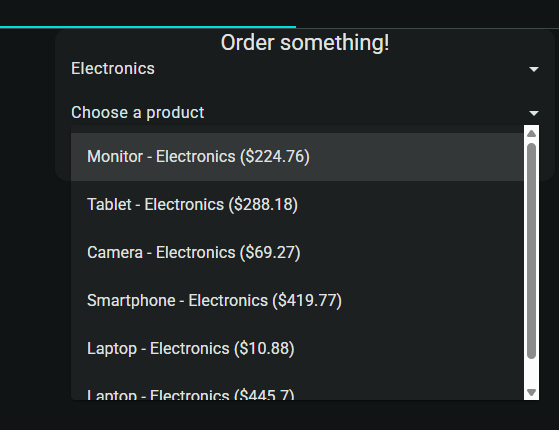 Order something!
Electronics
Choose a product
Monitor - Electronics ($224.76)
Tablet - Electronics ($288.18)
Camera - Electronics ($69.27)
Smartphone - Electronics ($419.77)
Laptop - Electronics ($10.88)
Laptop - Electronics ($445.7)